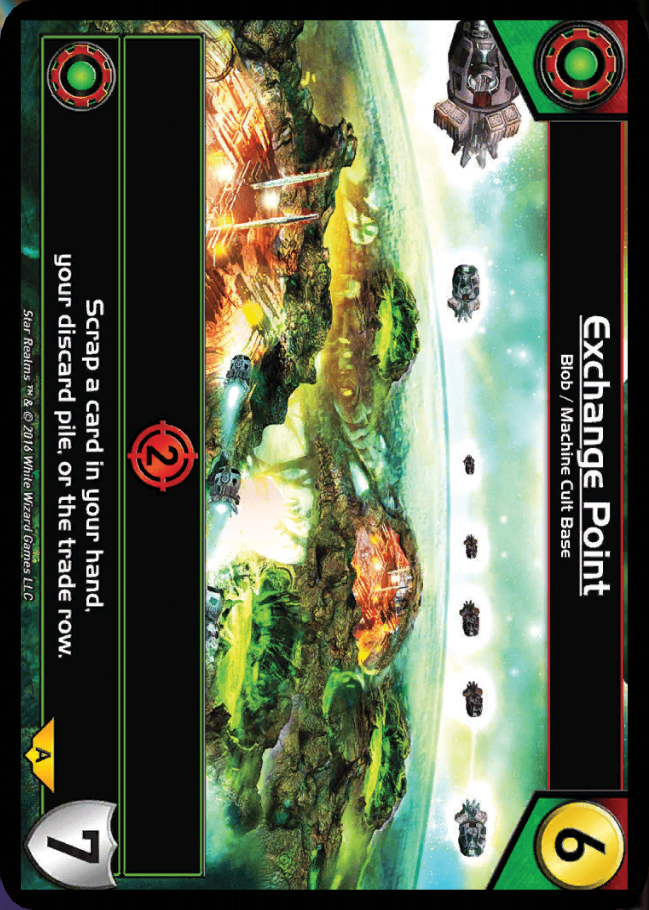 Exchange Point
Blob / Machine Cult Base
6
2
Scrap a card in your hand,
your discard pile, or the trade row.
A
7
Star Realms ™ & © 2016 White Wizard Games LLC